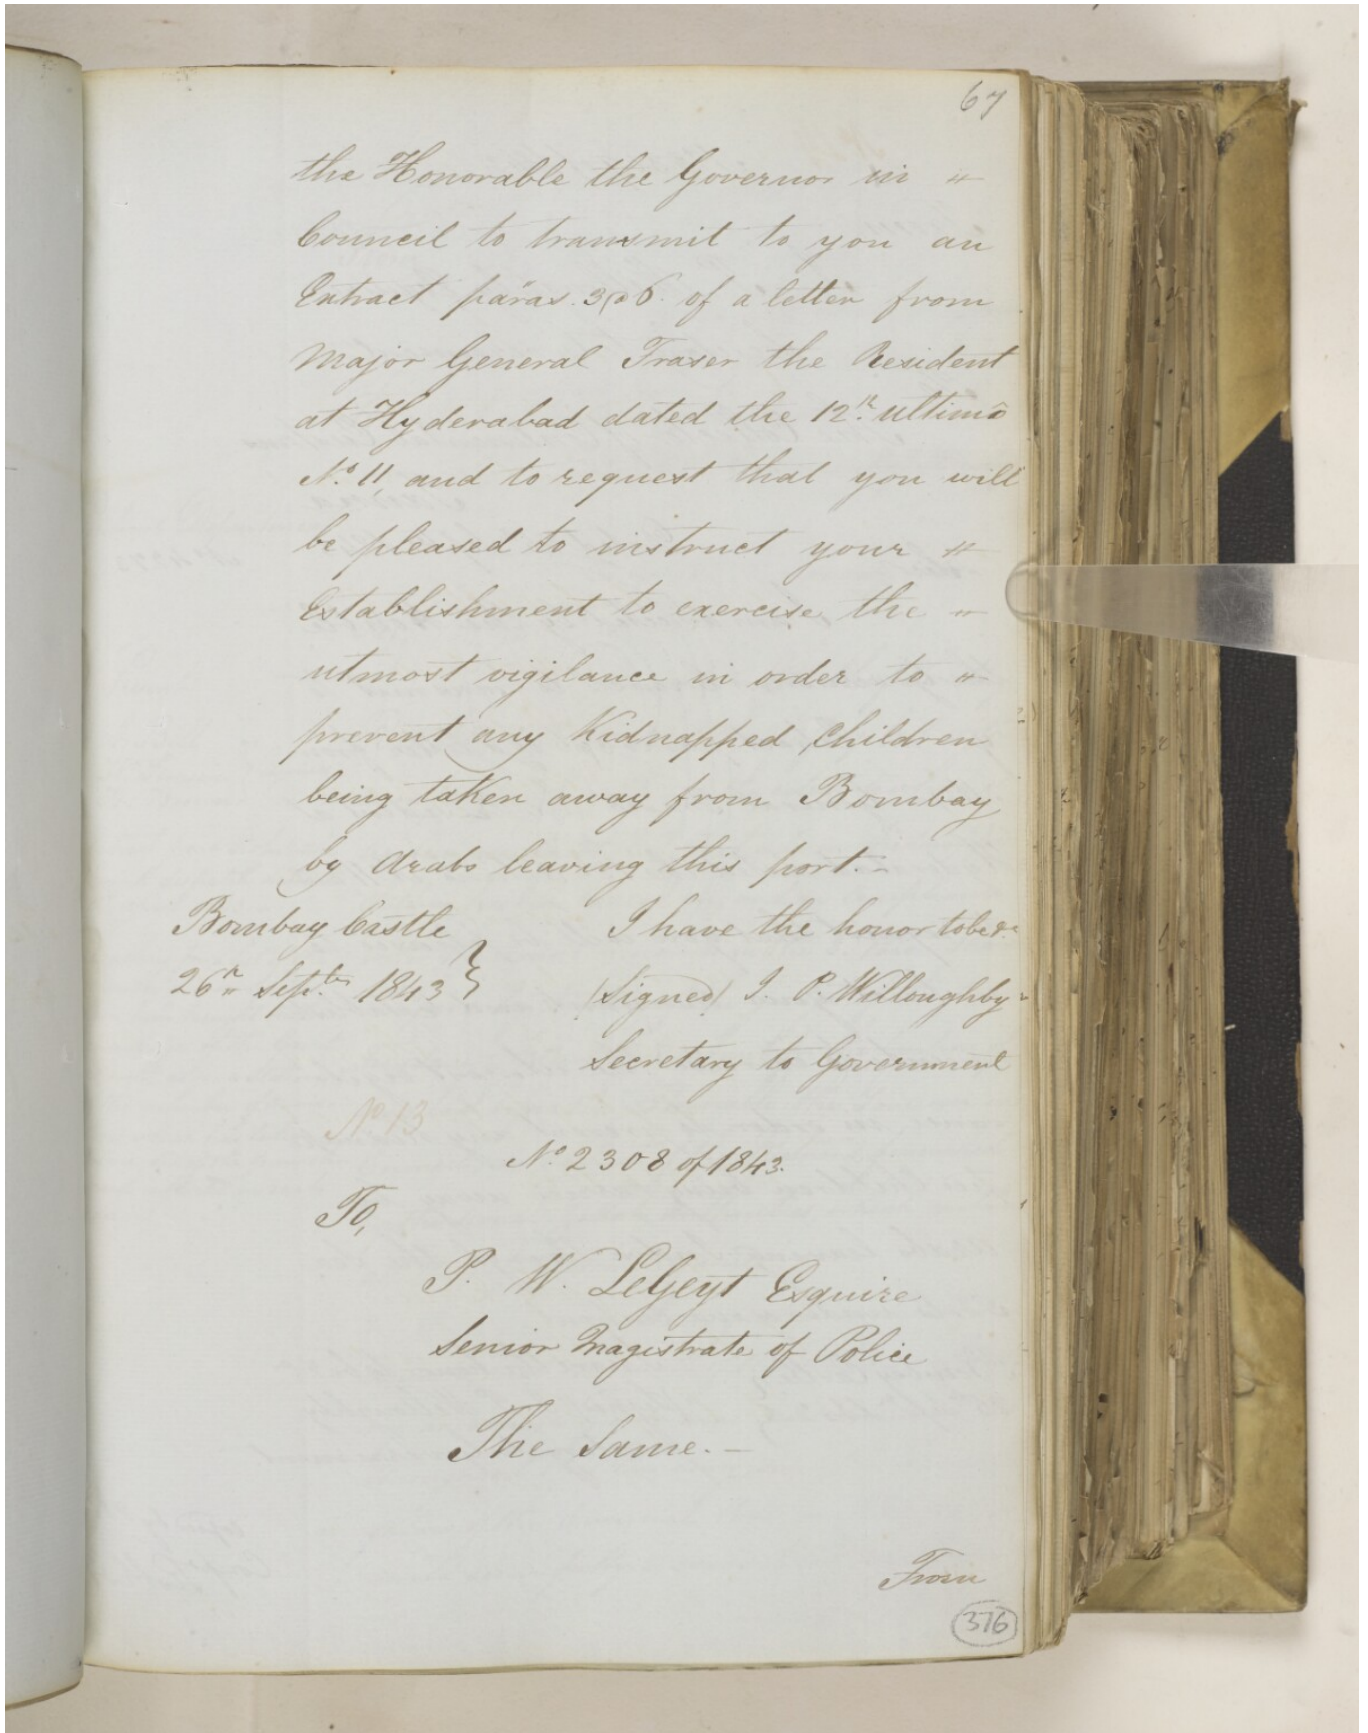 67
the Honorable the Governor in "
Council to transmit to you an
Extract paras. 3 @ 6. of a letter from
Major General Fraser the Resident
at Hyderabad dated the 12th. ultimo
No. 11, and to request that you will
be pleased to instruct your "
Establishment to exercise the "
utmost vigilance in order to "
prevent any Kidnapped Children
being taken away from Bombay
by Arabs leaving this port. -
Bombay Castle
26th Septbr. 1843 }
I have the honor to be &c
(Signed) J. P. Willoughby
Secretary to Government
No. 13
No. 2308 of 1843.
To,
P. W. LeGeyt Esquire
Senior Magistrate of Police
The Same. -
From
376